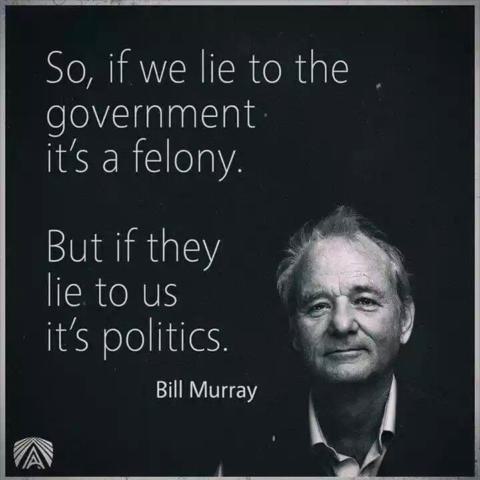 So, if we lie to the
government
it's a felony.
But if they
lie to us
it's politics.
Bill Murray